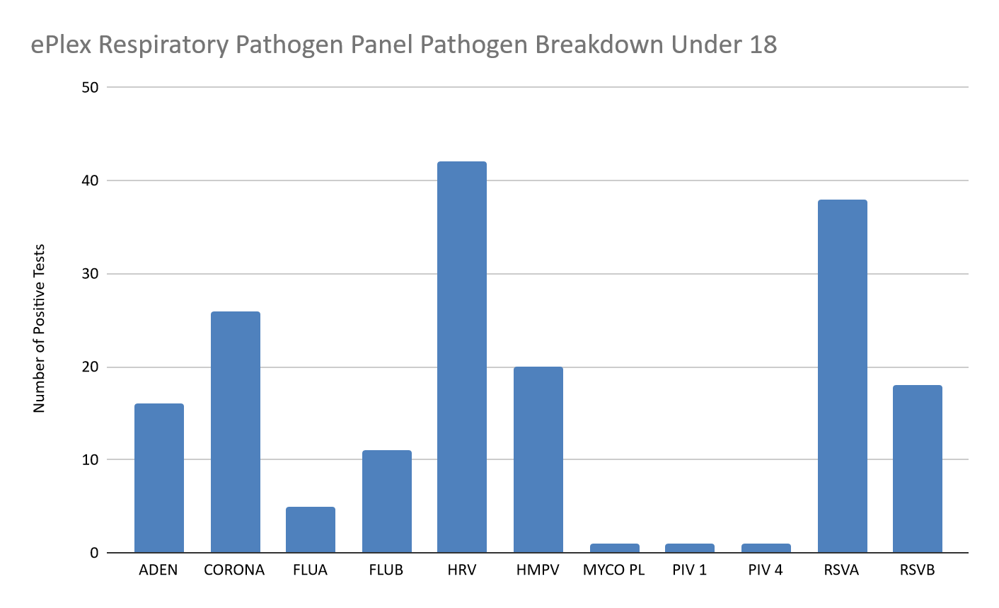 ePlex Respiratory Pathogen Panel Pathogen Breakdown Under 18
50
40
30
20
10
0
Number of Positive Tests
ADEN CORONA FLUA FLUB HRV HMPV MYCO PL PIV 1 PIV 4 RSVA RSVB